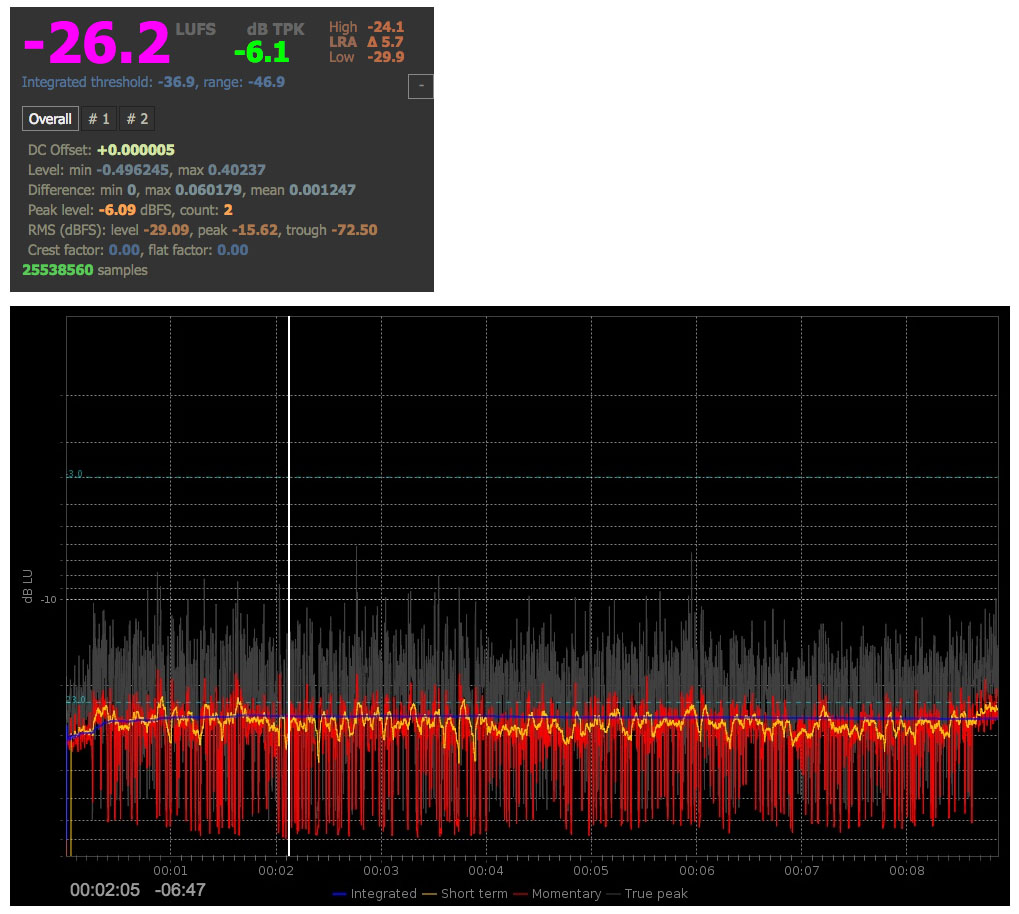 -26.2 LUFS dB TPK -6.1 High -24.1
LRA Δ 5.7
Low -29.9
Integrated threshold: -36.9, range: -46.9
-
Overall # 1 # 2
DC Offset: +0.000005
Level: min -0.496245, max 0.40237
Difference: min 0, max 0.060179, mean 0.001247
Peak level: -6.09 dBFS, count: 2
RMS (dBFS): level -29.09, peak -15.62, trough -72.50
Crest factor: 0.00, flat factor: 0.00
25538560 samples
-3.0
dB LU
-10
-23.0
00:01 00:02 00:03 00:04 00:05 00:06 00:07 00:08
00:02:05 -06:47
Integrated Short term Momentary True peak